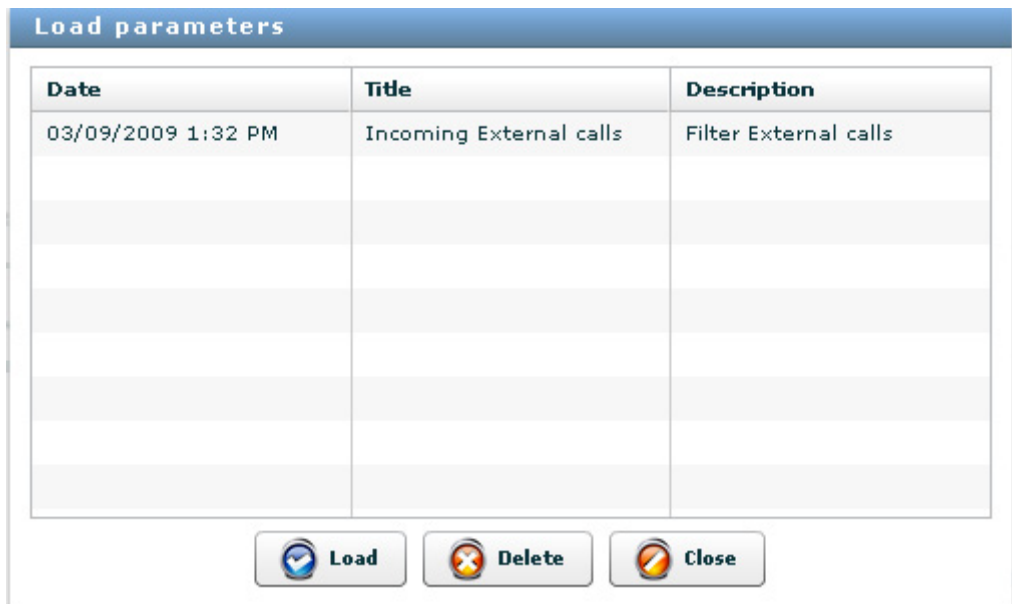 Load parameters
Date Title Description
03/09/2009 1:32 PM Incoming External calls Filter External calls
Load Delete Close